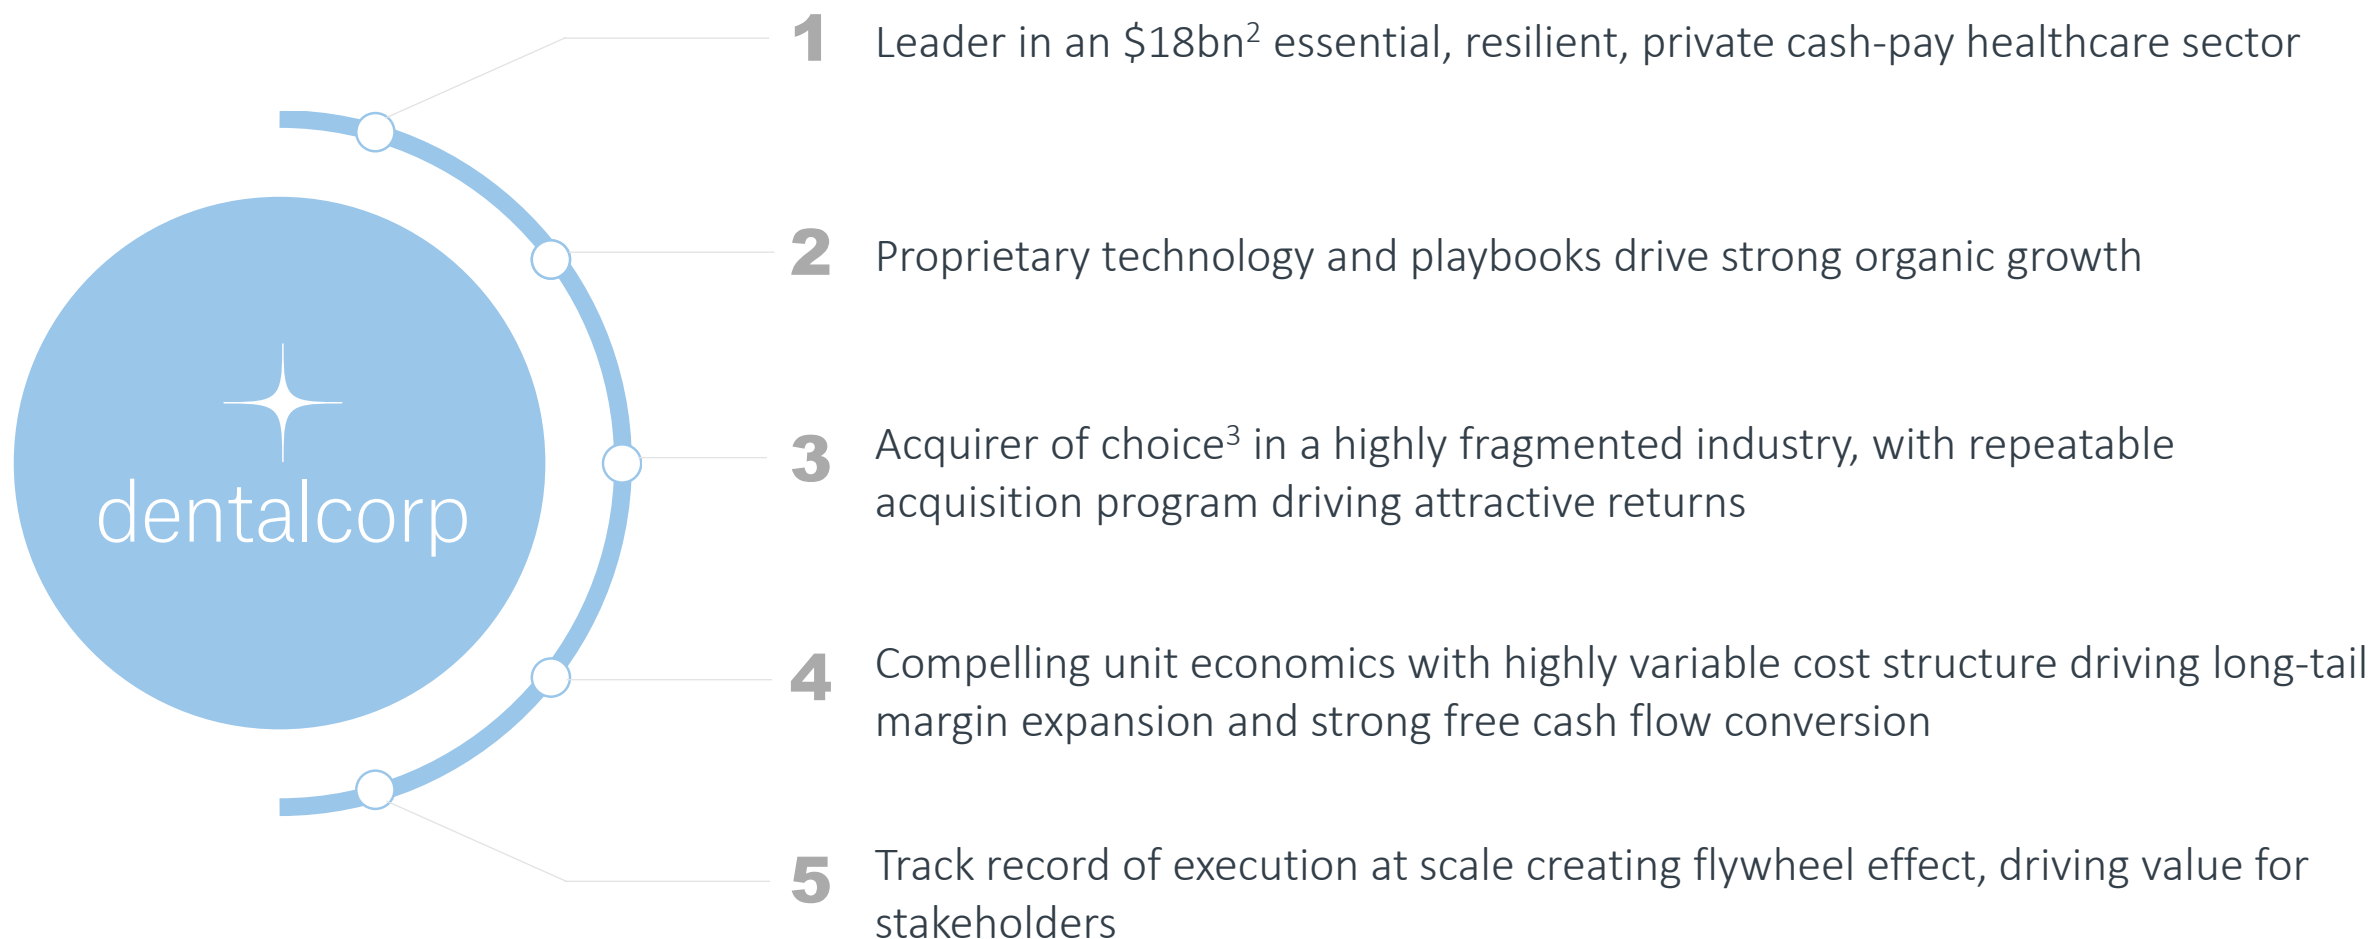 dentalcorp
1 Leader in an $18bn² essential, resilient, private cash-pay healthcare sector
2 Proprietary technology and playbooks drive strong organic growth
3 Acquirer of choice³ in a highly fragmented industry, with repeatable
acquisition program driving attractive returns
4 Compelling unit economics with highly variable cost structure driving long-tail
margin expansion and strong free cash flow conversion
5 Track record of execution at scale creating flywheel effect, driving value for
stakeholders